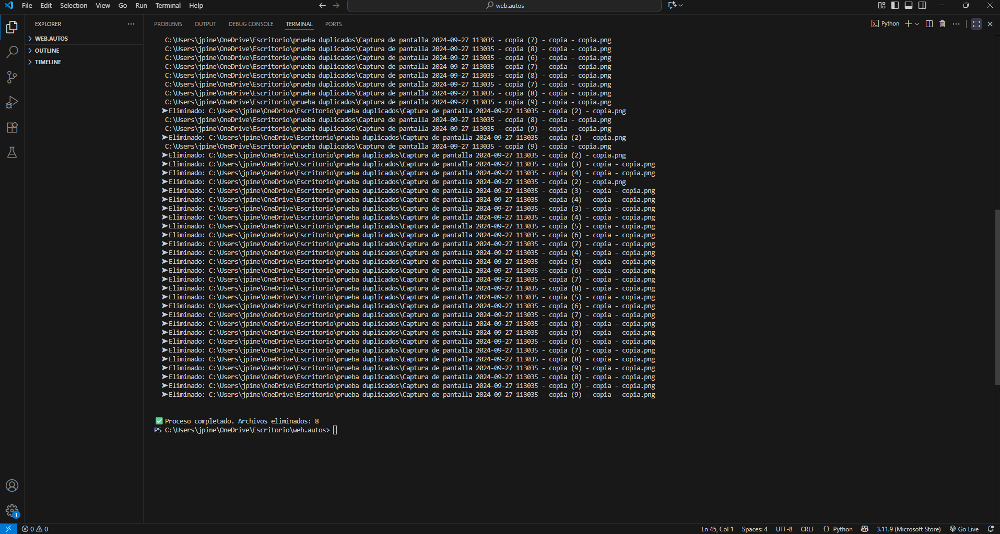 File Edit Selection View Go Run Terminal Help
web.autos
EXPLORER
WEB.AUTOS
OUTLINE
TIMELINE
PROBLEMS OUTPUT DEBUG CONSOLE TERMINAL PORTS
Python
C:\Users\jpine\OneDrive\Escritorio\prueba duplicados\Captura de pantalla 2024-09-27 113035 - copia (7) - copia - copia.png
C:\Users\jpine\OneDrive\Escritorio\prueba duplicados\Captura de pantalla 2024-09-27 113035 - copia (8) - copia - copia.png
C:\Users\jpine\OneDrive\Escritorio\prueba duplicados\Captura de pantalla 2024-09-27 113035 - copia (6) - copia - copia.png
C:\Users\jpine\OneDrive\Escritorio\prueba duplicados\Captura de pantalla 2024-09-27 113035 - copia (7) - copia - copia.png
C:\Users\jpine\OneDrive\Escritorio\prueba duplicados\Captura de pantalla 2024-09-27 113035 - copia (8) - copia - copia.png
C:\Users\jpine\OneDrive\Escritorio\prueba duplicados\Captura de pantalla 2024-09-27 113035 - copia (7) - copia - copia.png
C:\Users\jpine\OneDrive\Escritorio\prueba duplicados\Captura de pantalla 2024-09-27 113035 - copia (8) - copia - copia.png
C:\Users\jpine\OneDrive\Escritorio\prueba duplicados\Captura de pantalla 2024-09-27 113035 - copia (9) - copia - copia.png
➤Eliminado: C:\Users\jpine\OneDrive\Escritorio\prueba duplicados\Captura de pantalla 2024-09-27 113035 - copia (2) - copia.png
C:\Users\jpine\OneDrive\Escritorio\prueba duplicados\Captura de pantalla 2024-09-27 113035 - copia (8) - copia - copia.png
C:\Users\jpine\OneDrive\Escritorio\prueba duplicados\Captura de pantalla 2024-09-27 113035 - copia (9) - copia - copia.png
➤Eliminado: C:\Users\jpine\OneDrive\Escritorio\prueba duplicados\Captura de pantalla 2024-09-27 113035 - copia (2) - copia.png
C:\Users\jpine\OneDrive\Escritorio\prueba duplicados\Captura de pantalla 2024-09-27 113035 - copia (9) - copia - copia.png
➤Eliminado: C:\Users\jpine\OneDrive\Escritorio\prueba duplicados\Captura de pantalla 2024-09-27 113035 - copia (2) - copia.png
➤Eliminado: C:\Users\jpine\OneDrive\Escritorio\prueba duplicados\Captura de pantalla 2024-09-27 113035 - copia (3) - copia - copia.png
➤Eliminado: C:\Users\jpine\OneDrive\Escritorio\prueba duplicados\Captura de pantalla 2024-09-27 113035 - copia (4) - copia - copia.png
➤Eliminado: C:\Users\jpine\OneDrive\Escritorio\prueba duplicados\Captura de pantalla 2024-09-27 113035 - copia (2) - copia.png
➤Eliminado: C:\Users\jpine\OneDrive\Escritorio\prueba duplicados\Captura de pantalla 2024-09-27 113035 - copia (3) - copia - copia.png
➤Eliminado: C:\Users\jpine\OneDrive\Escritorio\prueba duplicados\Captura de pantalla 2024-09-27 113035 - copia (4) - copia - copia.png
➤Eliminado: C:\Users\jpine\OneDrive\Escritorio\prueba duplicados\Captura de pantalla 2024-09-27 113035 - copia (3) - copia - copia.png
➤Eliminado: C:\Users\jpine\OneDrive\Escritorio\prueba duplicados\Captura de pantalla 2024-09-27 113035 - copia (4) - copia - copia.png
➤Eliminado: C:\Users\jpine\OneDrive\Escritorio\prueba duplicados\Captura de pantalla 2024-09-27 113035 - copia (5) - copia - copia.png
➤Eliminado: C:\Users\jpine\OneDrive\Escritorio\prueba duplicados\Captura de pantalla 2024-09-27 113035 - copia (6) - copia - copia.png
➤Eliminado: C:\Users\jpine\OneDrive\Escritorio\prueba duplicados\Captura de pantalla 2024-09-27 113035 - copia (7) - copia - copia.png
➤Eliminado: C:\Users\jpine\OneDrive\Escritorio\prueba duplicados\Captura de pantalla 2024-09-27 113035 - copia (4) - copia - copia.png
➤Eliminado: C:\Users\jpine\OneDrive\Escritorio\prueba duplicados\Captura de pantalla 2024-09-27 113035 - copia (5) - copia - copia.png
➤Eliminado: C:\Users\jpine\OneDrive\Escritorio\prueba duplicados\Captura de pantalla 2024-09-27 113035 - copia (6) - copia - copia.png
➤Eliminado: C:\Users\jpine\OneDrive\Escritorio\prueba duplicados\Captura de pantalla 2024-09-27 113035 - copia (7) - copia - copia.png
➤Eliminado: C:\Users\jpine\OneDrive\Escritorio\prueba duplicados\Captura de pantalla 2024-09-27 113035 - copia (8) - copia - copia.png
➤Eliminado: C:\Users\jpine\OneDrive\Escritorio\prueba duplicados\Captura de pantalla 2024-09-27 113035 - copia (5) - copia - copia.png
➤Eliminado: C:\Users\jpine\OneDrive\Escritorio\prueba duplicados\Captura de pantalla 2024-09-27 113035 - copia (6) - copia - copia.png
➤Eliminado: C:\Users\jpine\OneDrive\Escritorio\prueba duplicados\Captura de pantalla 2024-09-27 113035 - copia (7) - copia - copia.png
➤Eliminado: C:\Users\jpine\OneDrive\Escritorio\prueba duplicados\Captura de pantalla 2024-09-27 113035 - copia (8) - copia - copia.png
➤Eliminado: C:\Users\jpine\OneDrive\Escritorio\prueba duplicados\Captura de pantalla 2024-09-27 113035 - copia (9) - copia - copia.png
➤Eliminado: C:\Users\jpine\OneDrive\Escritorio\prueba duplicados\Captura de pantalla 2024-09-27 113035 - copia (6) - copia - copia.png
➤Eliminado: C:\Users\jpine\OneDrive\Escritorio\prueba duplicados\Captura de pantalla 2024-09-27 113035 - copia (7) - copia - copia.png
➤Eliminado: C:\Users\jpine\OneDrive\Escritorio\prueba duplicados\Captura de pantalla 2024-09-27 113035 - copia (8) - copia - copia.png
➤Eliminado: C:\Users\jpine\OneDrive\Escritorio\prueba duplicados\Captura de pantalla 2024-09-27 113035 - copia (9) - copia - copia.png
➤Eliminado: C:\Users\jpine\OneDrive\Escritorio\prueba duplicados\Captura de pantalla 2024-09-27 113035 - copia (8) - copia - copia.png
➤Eliminado: C:\Users\jpine\OneDrive\Escritorio\prueba duplicados\Captura de pantalla 2024-09-27 113035 - copia (9) - copia - copia.png
➤Eliminado: C:\Users\jpine\OneDrive\Escritorio\prueba duplicados\Captura de pantalla 2024-09-27 113035 - copia (9) - copia - copia.png
✅ Proceso completado. Archivos eliminados: 8
PS C:\Users\jpine\OneDrive\Escritorio\web.autos>
1
0 0 Ln 45, Col 1 Spaces: 4 UTF-8 CRLF {} Python 3.11.9 (Microsoft Store) Go Live